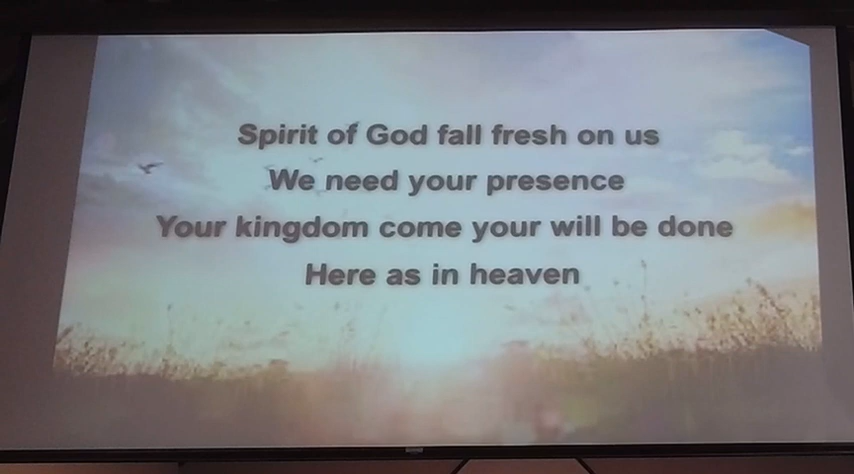 Spirit of God fall fresh on us
We need your presence
Your kingdom come your will be done
Here as in heaven